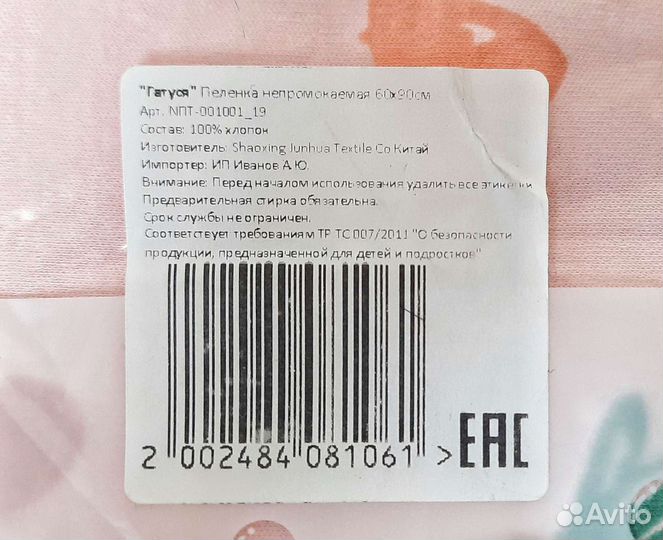 "Гатуся" Пеленка непромокаемая 60х90см
Арт. NПТ-001001_19
Состав: 100% хлопок
Изготовитель: Shaoxing Junhua Textile Co Китай
Импортер: ИП Иванов А.Ю.
Внимание: Перед началом использования удалить все этикетки
Предварительная стирка обязательна.
Срок службы не ограничен.
Соответствует требованиям ТР ТС 007/2011 "О безопасности
продукции, предназначенной для детей и подростков"
2 002484 081061 >
EAC
Avito